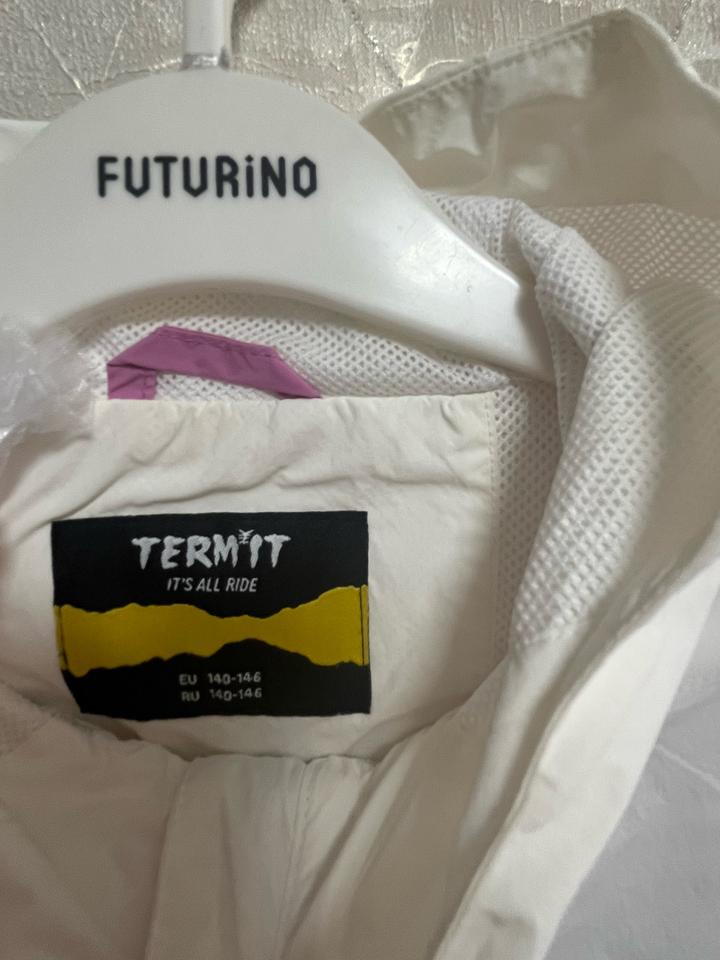 FUTURiNO
TERMIT
IT'S ALL RIDE
EU 140-146
RU 140-146